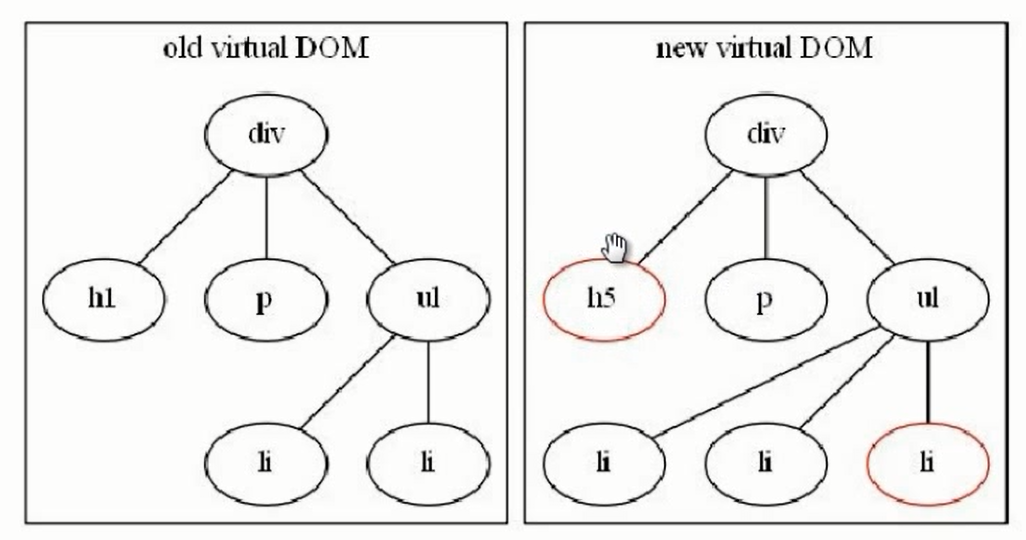 old virtual DOM
div
h1 p ul
li li
new virtual DOM
div
h5 p ul
li li li